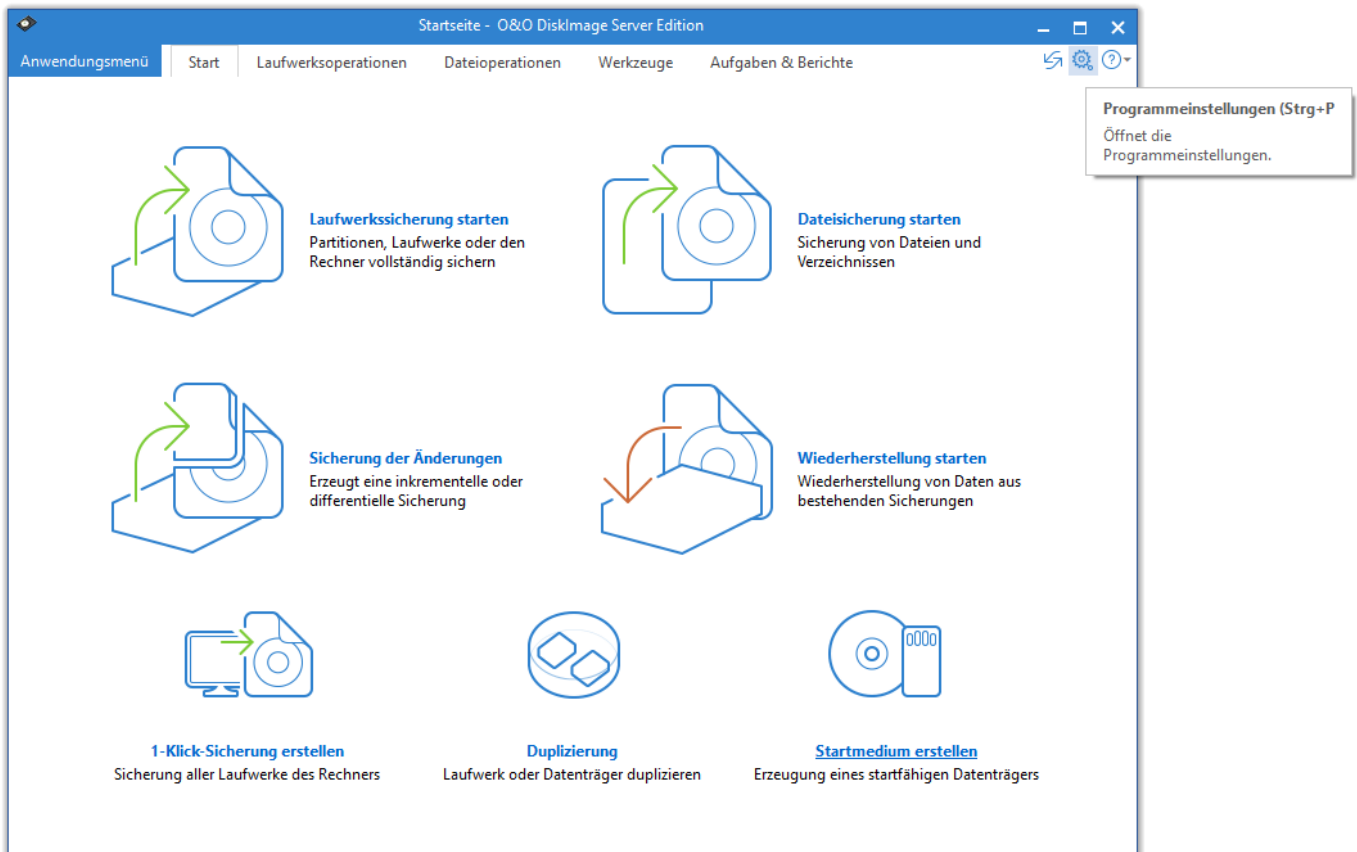 Startseite - O&O DiskImage Server Edition
Anwendungsmenü Start Laufwerksoperationen Dateioperationen Werkzeuge Aufgaben & Berichte
Programmeinstellungen (Strg+P
Öffnet die
Programmeinstellungen.
Laufwerkssicherung starten
Partitionen, Laufwerke oder den
Rechner vollständig sichern
Dateisicherung starten
Sicherung von Dateien und
Verzeichnissen
Sicherung der Änderungen
Erzeugt eine inkrementelle oder
differentielle Sicherung
Wiederherstellung starten
Wiederherstellung von Daten aus
bestehenden Sicherungen
1-Klick-Sicherung erstellen
Sicherung aller Laufwerke des Rechners
Duplizierung
Laufwerk oder Datenträger duplizieren
Startmedium erstellen
Erzeugung eines startfähigen Datenträgers